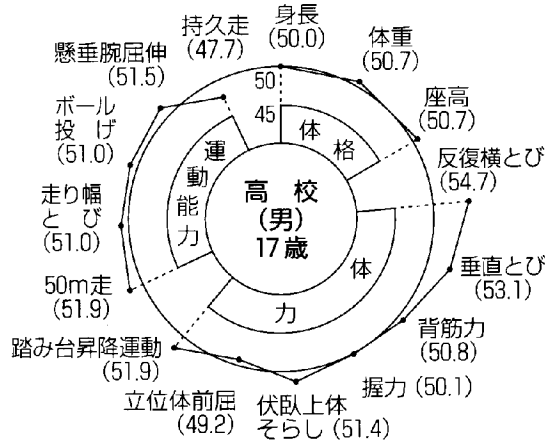 身長
(50.0)
体重
(50.7)
座高
(50.7)
反復横とび
(54.7)
垂直とび
(53.1)
背筋力
(50.8)
握力 (50.1)
伏臥上体
そらし (51.4)
立位体前屈
(49.2)
踏み台昇降運動
(51.9)
50m走
(51.9)
走り幅
とび
(51.0)
ボール
投げ
(51.0)
懸垂腕屈伸
(51.5)
持久走
(47.7)
50
45
体格
体力
運動能力
高校
(男)
17歳